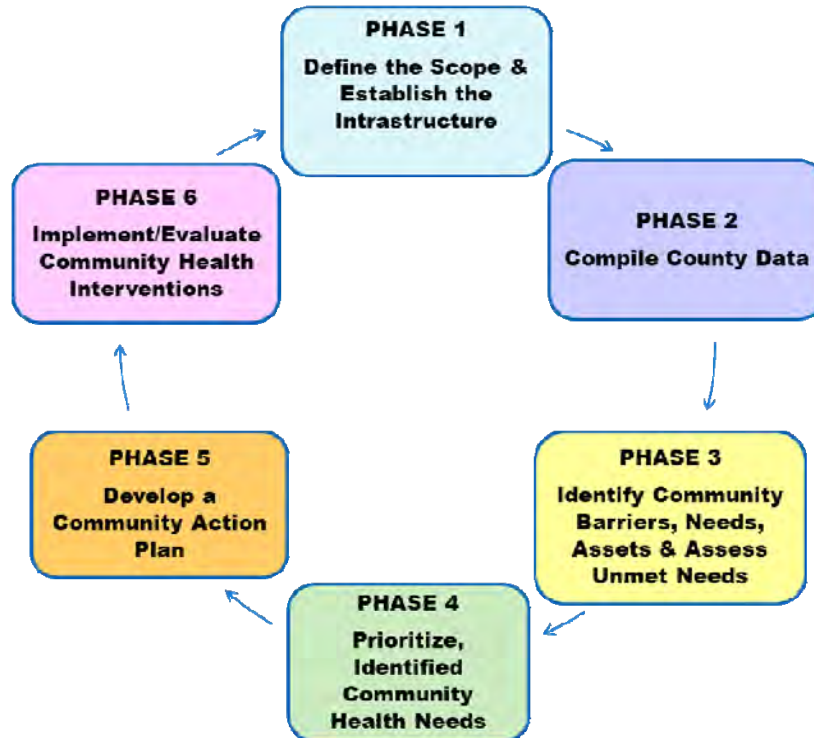 PHASE 1
Define the Scope &
Establish the
Intrastructure
PHASE 2
Compile County Data
PHASE 3
Identify Community
Barriers, Needs,
Assets & Assess
Unmet Needs
PHASE 4
Prioritize,
Identified
Community
Health Needs
PHASE 5
Develop a
Community Action
Plan
PHASE 6
Implement/Evaluate
Community Health
Interventions